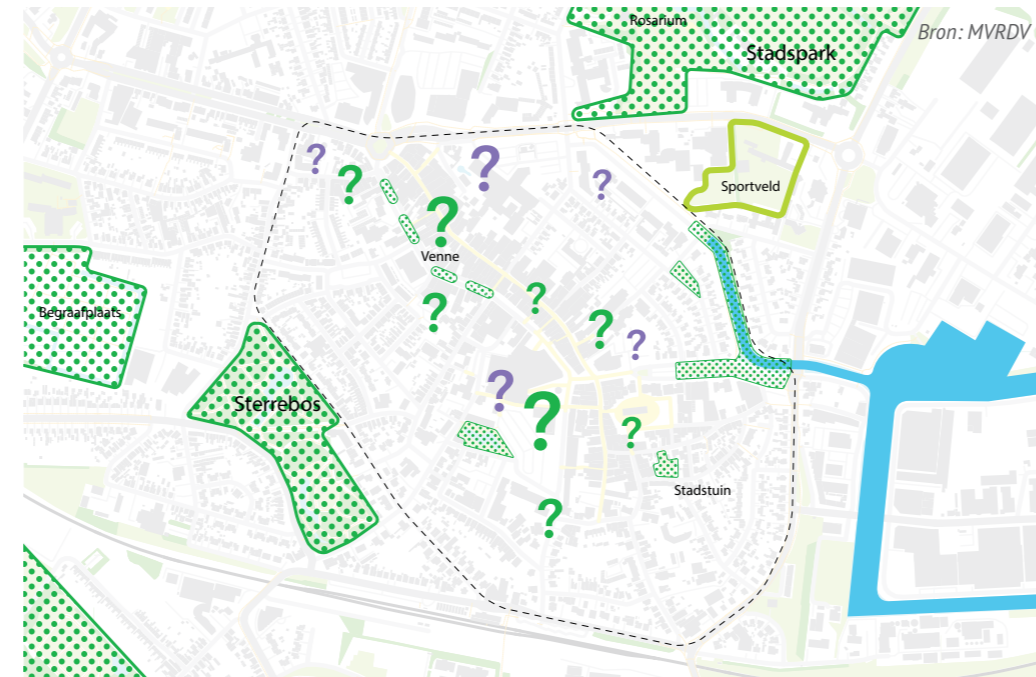 Rosarium
Bron: MVRDV
Stadspark
?
?
?
?
Sportveld
?
Venne
?
?
Begraafplaats
?
?
?
Sterrebos
?
?
Stadstuin
?